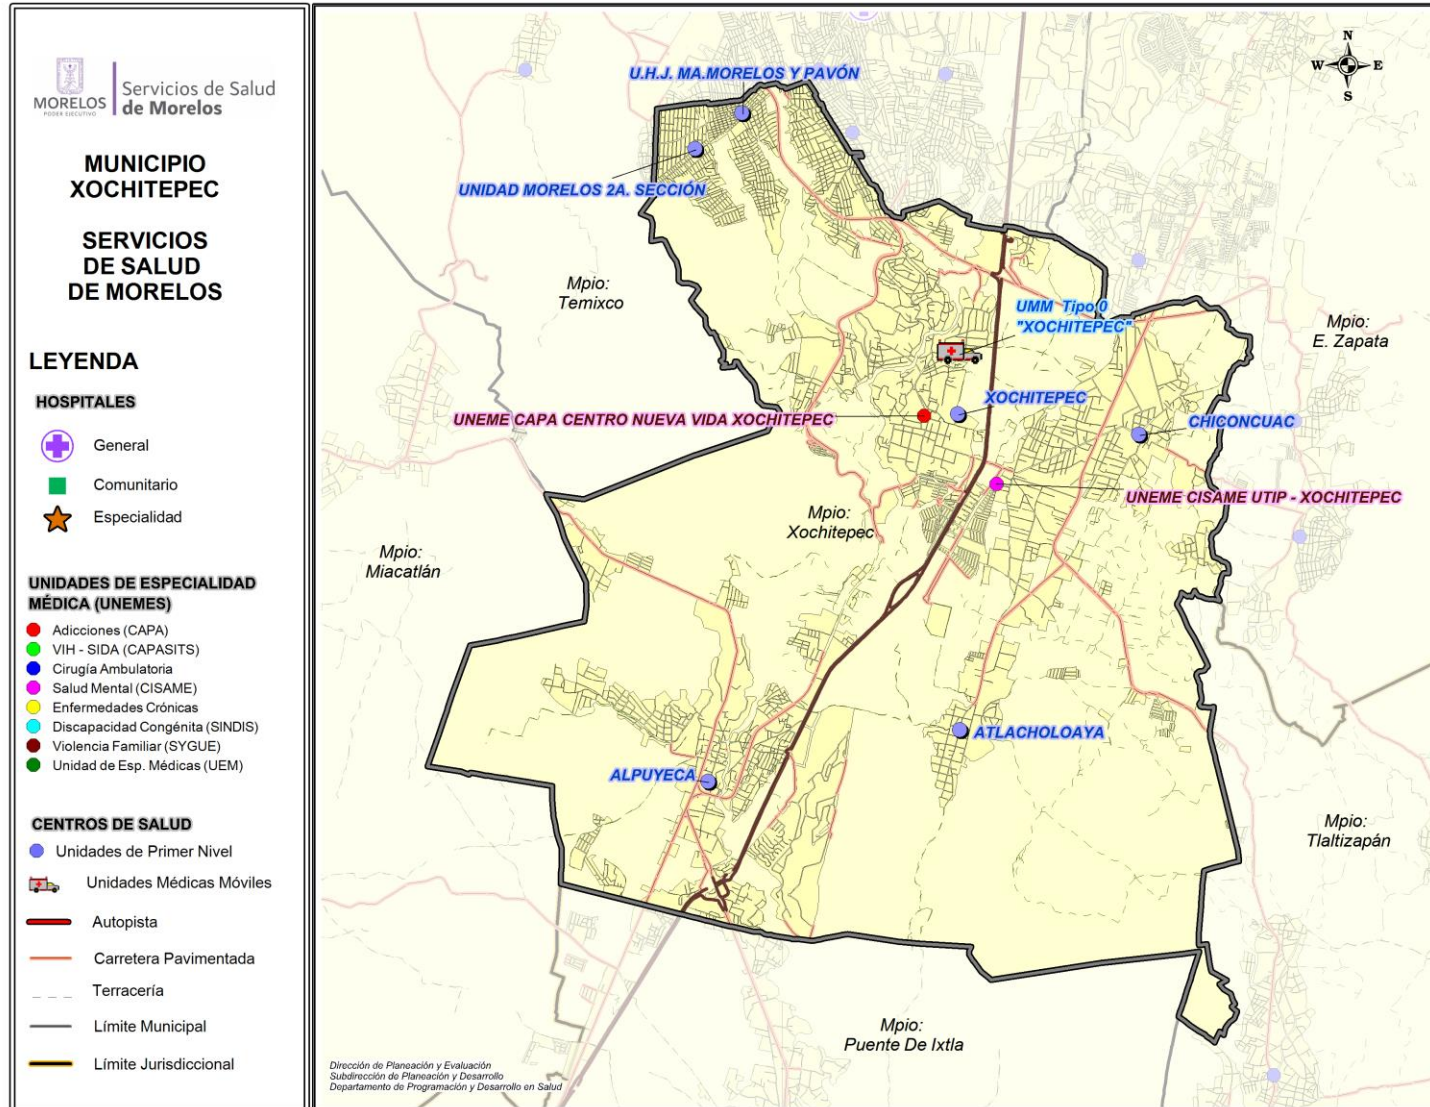 MORELOS
PODER EJECUTIVO
Servicios de Salud
de Morelos
MUNICIPIO
XOCHITEPEC
SERVICIOS
DE SALUD
DE MORELOS
LEYENDA
HOSPITALES
General
Comunitario
Especialidad
UNIDADES DE ESPECIALIDAD
MÉDICA (UNEMES)
Adicciones (CAPA)
VIH - SIDA (CAPASITS)
Cirugía Ambulatoria
Salud Mental (CISAME)
Enfermedades Crónicas
Discapacidad Congénita (SINDIS)
Violencia Familiar (SYGUE)
Unidad de Esp. Médicas (UEM)
CENTROS DE SALUD
Unidades de Primer Nivel
Unidades Médicas Móviles
Autopista
Carretera Pavimentada
Terracería
Límite Municipal
Límite Jurisdiccional
N
W E
S
U.H.J. MA.MORELOS Y PAVÓN
UNIDAD MORELOS 2A. SECCIÓN
Mpio:
Temixco
UMM Tipo 0
"XOCHITEPEC"
Mpio:
E. Zapata
XOCHITEPEC
UNEME CAPA CENTRO NUEVA VIDA XOCHITEPEC
CHICONCUAC
UNEME CISAME UTIP - XOCHITEPEC
Mpio:
Xochitepec
Mpio:
Miacatlán
ATLACHOLOAYA
ALPUYECA
Mpio:
Tlaltizapán
Mpio:
Puente De Ixtla
Dirección de Planeación y Evaluación
Subdirección de Planeación y Desarrollo
Departamento de Programación y Desarrollo en Salud